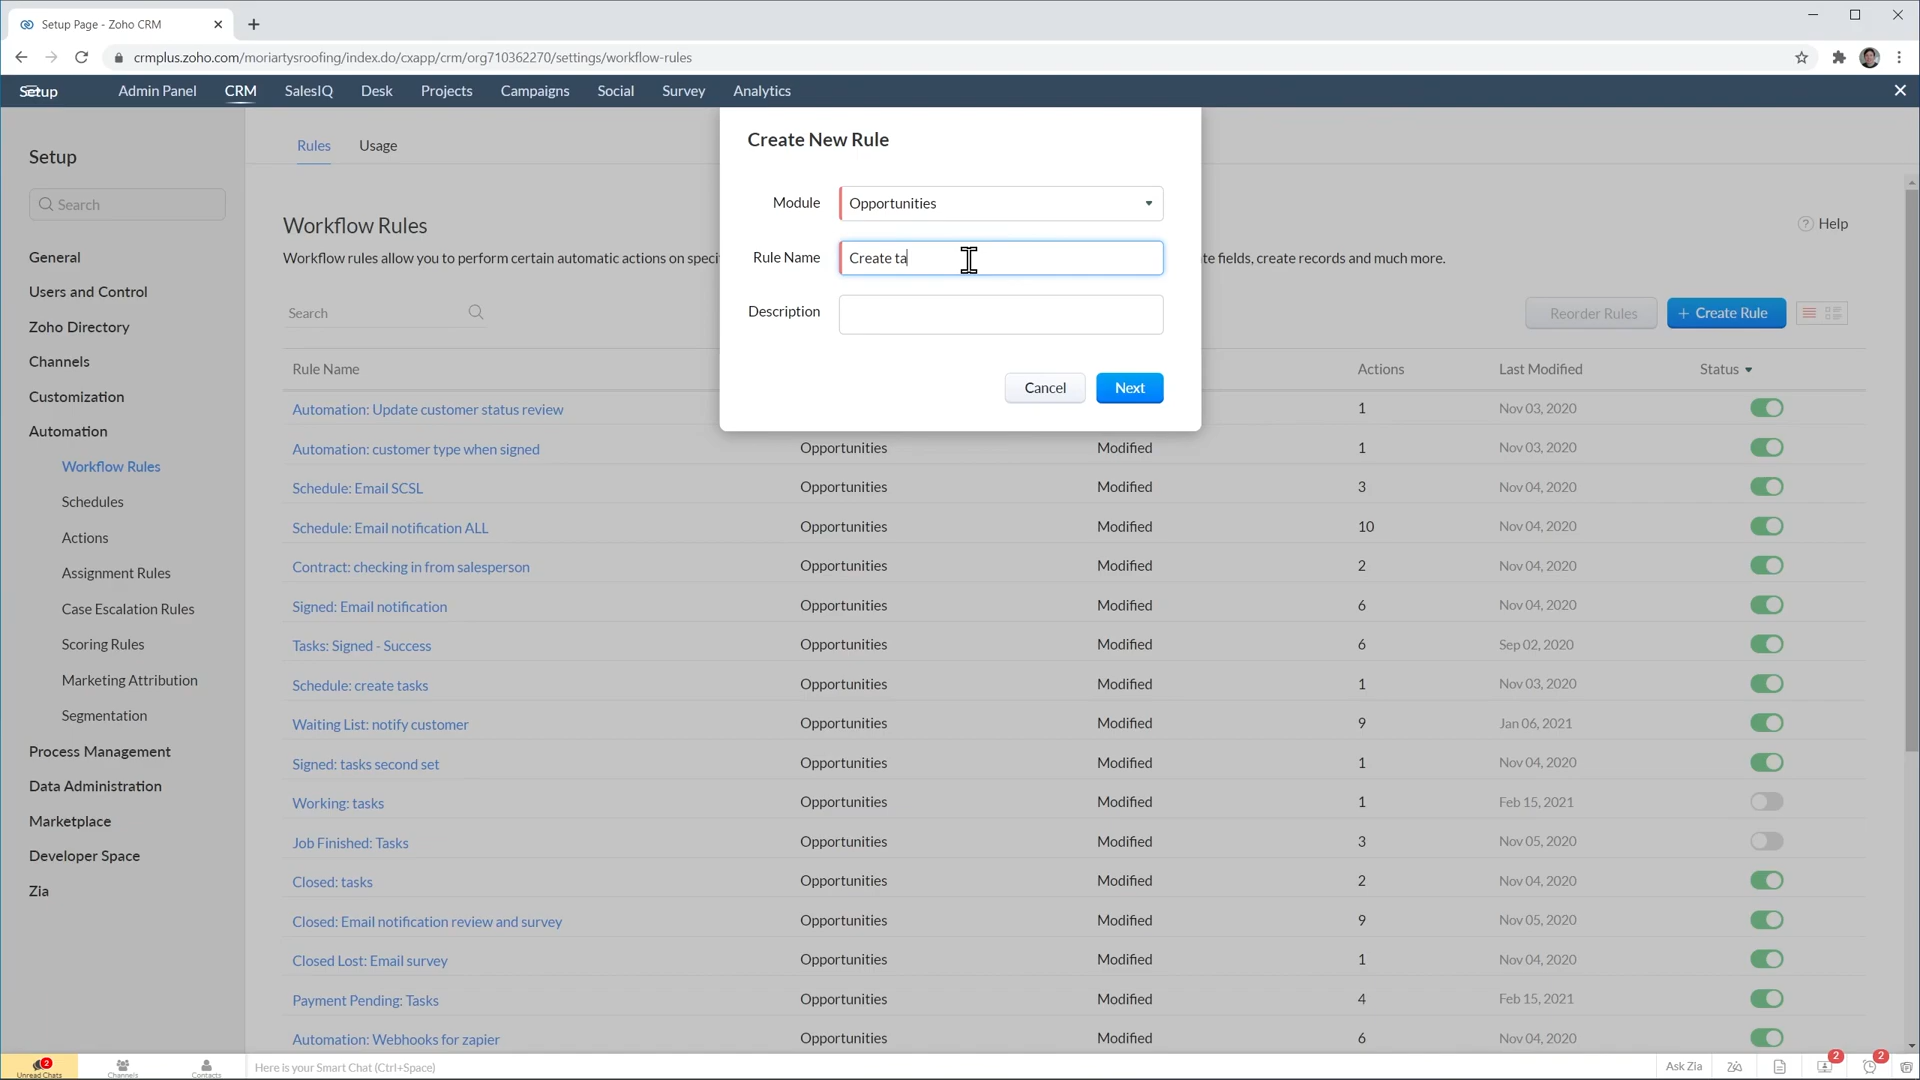 Setup Page - Zoho CRM
crmplus.zoho.com/moriartysroofing/index.do/cxapp/crm/org710362270/settings/workflow-rules
Setup Admin Panel CRM SalesIQ Desk Projects Campaigns Social Survey Analytics
Setup
Search
General
Users and Control
Zoho Directory
Channels
Customization
Automation
Workflow Rules
Schedules
Actions
Assignment Rules
Case Escalation Rules
Scoring Rules
Marketing Attribution
Segmentation
Process Management
Data Administration
Marketplace
Developer Space
Zia
Rules Usage
Create New Rule
Module Opportunities
Rule Name Create ta
Description
Cancel Next
Workflow Rules
? Help
Workflow rules allow you to perform certain automatic actions on speci
te fields, create records and much more.
Search
Reorder Rules + Create Rule
Rule Name Actions Last Modified Status
Automation: Update customer status review 1 Nov 03, 2020
Automation: customer type when signed Opportunities Modified 1 Nov 03, 2020
Schedule: Email SCSL Opportunities Modified 3 Nov 04, 2020
Schedule: Email notification ALL Opportunities Modified 10 Nov 04, 2020
Contract: checking in from salesperson Opportunities Modified 2 Nov 04, 2020
Signed: Email notification Opportunities Modified 6 Nov 04, 2020
Tasks: Signed - Success Opportunities Modified 6 Sep 02, 2020
Schedule: create tasks Opportunities Modified 1 Nov 03, 2020
Waiting List: notify customer Opportunities Modified 9 Jan 06, 2021
Signed: tasks second set Opportunities Modified 1 Nov 04, 2020
Working: tasks Opportunities Modified 1 Feb 15, 2021
Job Finished: Tasks Opportunities Modified 3 Nov 05, 2020
Closed: tasks Opportunities Modified 2 Nov 04, 2020
Closed: Email notification review and survey Opportunities Modified 9 Nov 05, 2020
Closed Lost: Email survey Opportunities Modified 1 Nov 04, 2020
Payment Pending: Tasks Opportunities Modified 4 Feb 15, 2021
Automation: Webhooks for zapier Opportunities Modified 6 Nov 04, 2020
2
Unread Chats Channels Contacts Here is your Smart Chat (Ctrl+Space) Ask Zia 2 2